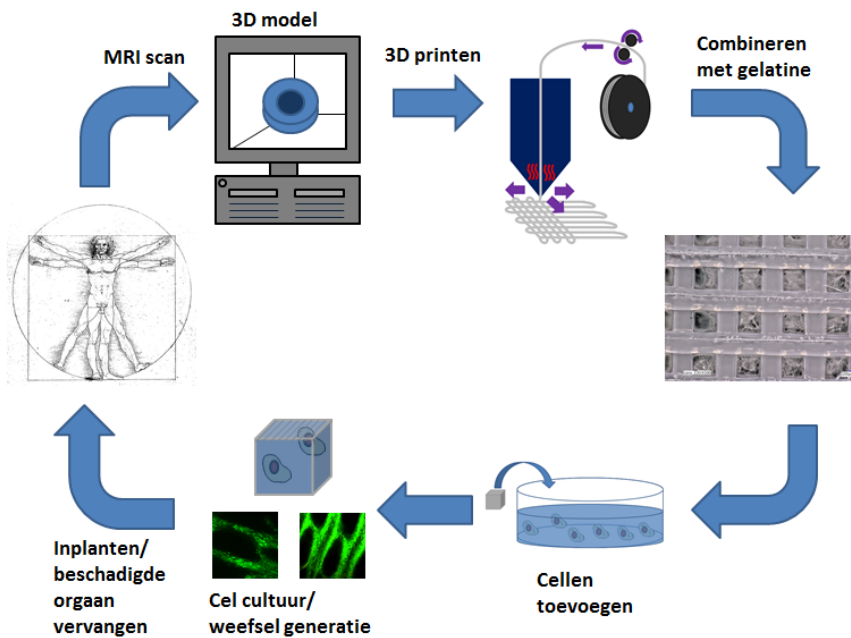 3D model
MRI scan
3D printen
Combineren
met gelatine
Cellen
toevoegen
Cel cultuur/
weefsel generatie
Inplanten/
beschadigde
orgaan
vervangen